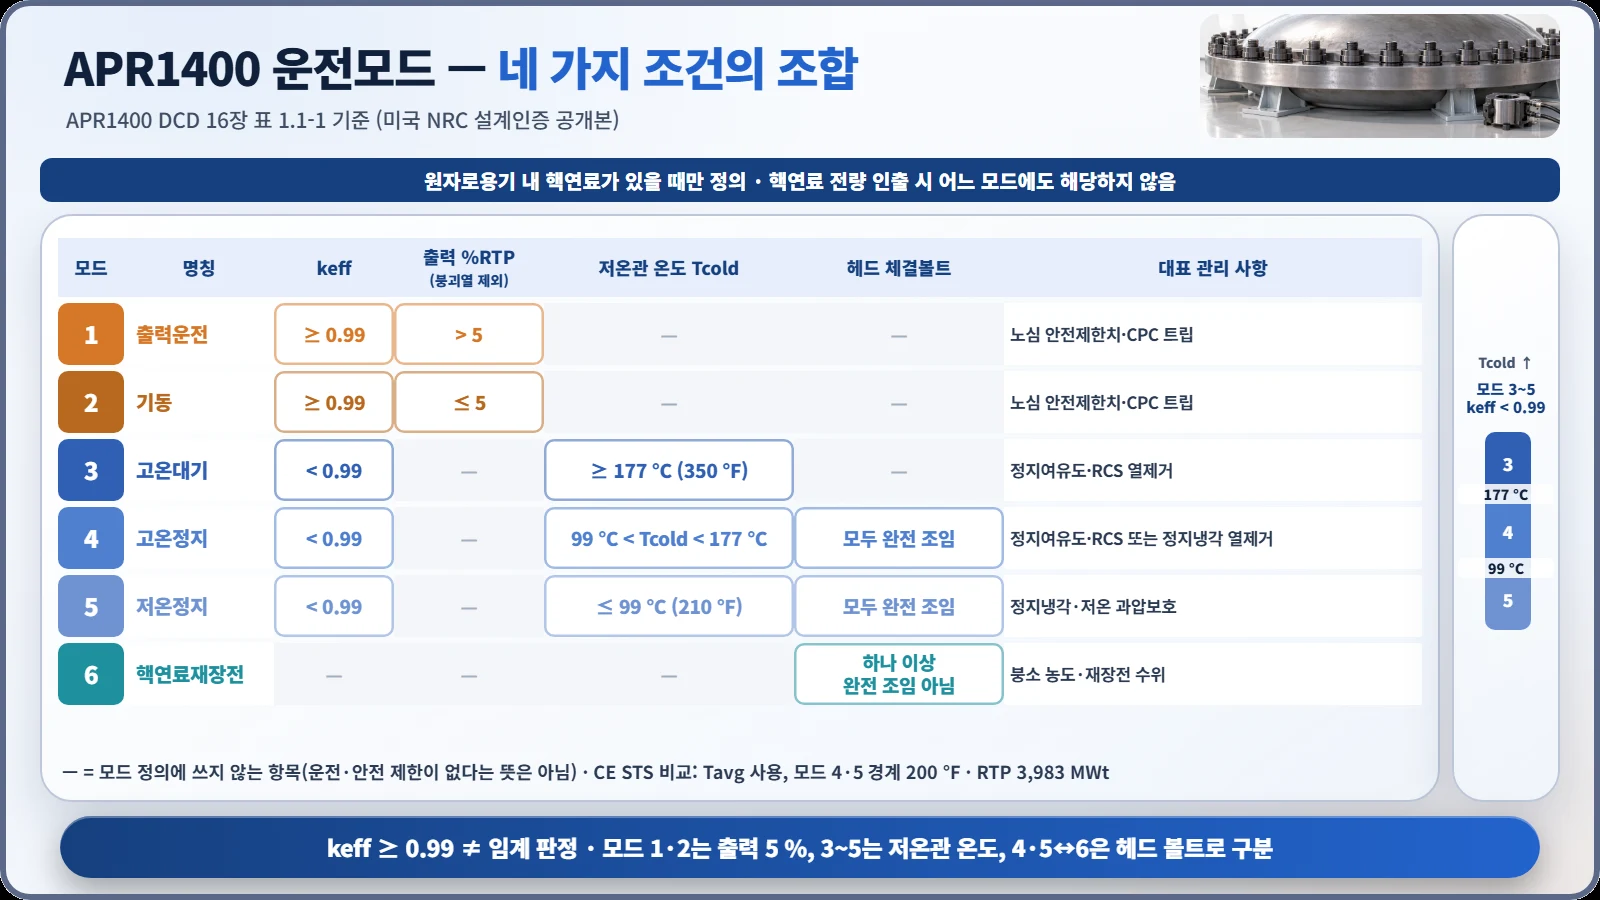 APR1400 운전모드 — 네 가지 조건의 조합
APR1400 DCD 16장 표 1.1-1 기준 (미국 NRC 설계인증 공개본)
원자로용기 내 핵연료가 있을 때만 정의 · 핵연료 전량 인출 시 어느 모드에도 해당하지 않음
모드 명칭 keff 출력 %RTP (붕괴열 제외) 저온관 온도 Tcold 헤드 체결볼트 대표 관리 사항
1 출력운전 ≥ 0.99 > 5 — — 노심 안전제한치·CPC 트립
2 기동 ≥ 0.99 ≤ 5 — — 노심 안전제한치·CPC 트립
3 고온대기 < 0.99 — ≥ 177 °C (350 °F) — 정지여유도·RCS 열제거
4 고온정지 < 0.99 — 99 °C < Tcold < 177 °C 모두 완전 조임 정지여유도·RCS 또는 정지냉각 열제거
5 저온정지 < 0.99 — ≤ 99 °C (210 °F) 모두 완전 조임 정지냉각·저온 과압보호
6 핵연료재장전 — — — 하나 이상 완전 조임 아님 붕소 농도·재장전 수위
— = 모드 정의에 쓰지 않는 항목(운전·안전 제한이 없다는 뜻은 아님) · CE STS 비교: Tavg 사용, 모드 4·5 경계 200 °F · RTP 3,983 MWt
Tcold ↑
모드 3~5
keff < 0.99
3
177 °C
4
99 °C
5
keff ≥ 0.99 ≠ 임계 판정 · 모드 1·2는 출력 5 %, 3~5는 저온관 온도, 4·5↔6은 헤드 볼트로 구분